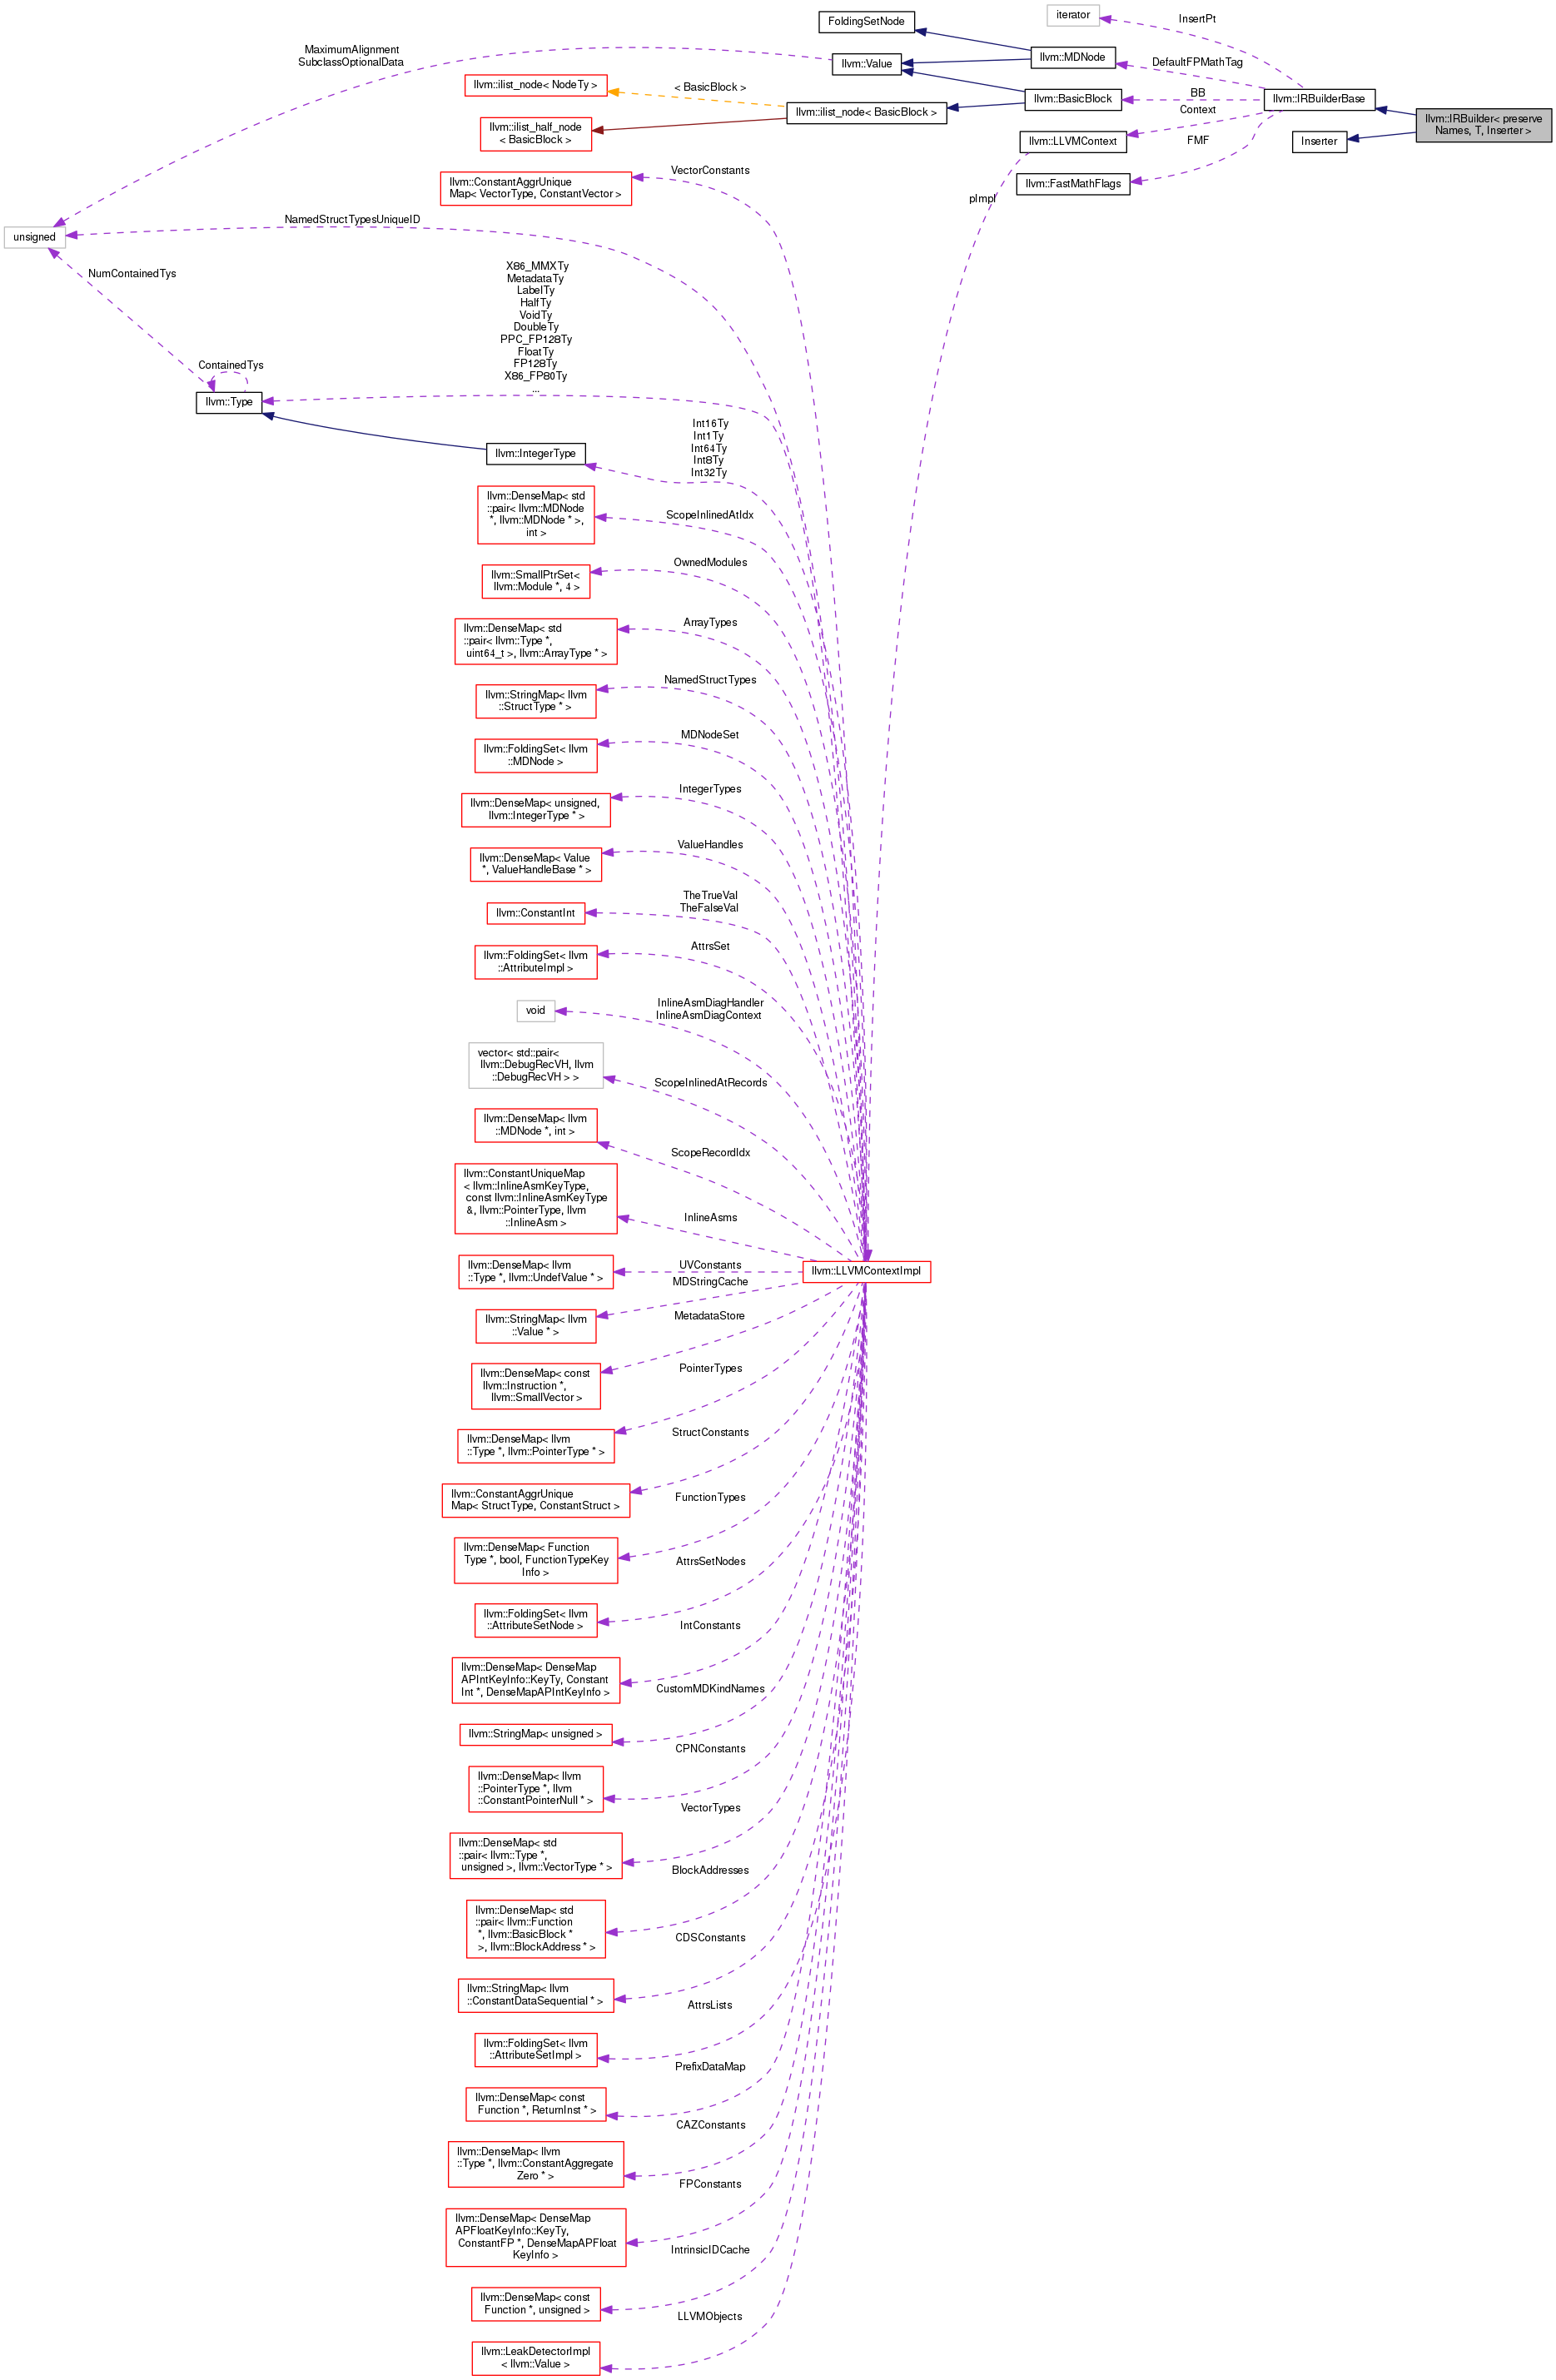 iterator
InsertPt
FoldingSetNode
MaximumAlignment
SubclassOptionalData
llvm::Value
llvm::MDNode
DefaultFPMathTag
llvm::ilist_node< NodeTy >
< BasicBlock >
llvm::BasicBlock
BB
llvm::IRBuilderBase
llvm::ilist_node< BasicBlock >
Context
llvm::IRBuilder< preserve
Names, T, Inserter >
llvm::ilist_half_node
< BasicBlock >
llvm::LLVMContext
FMF
Inserter
llvm::ConstantAggrUnique
Map< VectorType, ConstantVector >
VectorConstants
llvm::FastMathFlags
pImpl
NamedStructTypesUniqueID
unsigned
NumContainedTys
X86_MMXTy
MetadataTy
LabelTy
HalfTy
VoidTy
DoubleTy
PPC_FP128Ty
FloatTy
FP128Ty
X86_FP80Ty
...
ContainedTys
llvm::Type
Int16Ty
Int1Ty
Int64Ty
Int8Ty
Int32Ty
llvm::IntegerType
llvm::DenseMap< std
::pair< llvm::MDNode
*, llvm::MDNode * >,
int >
ScopeInlinedAtIdx
llvm::SmallPtrSet<
llvm::Module *, 4 >
OwnedModules
llvm::DenseMap< std
::pair< llvm::Type *,
uint64_t >, llvm::ArrayType * >
ArrayTypes
llvm::StringMap< llvm
::StructType * >
NamedStructTypes
llvm::FoldingSet< llvm
::MDNode >
MDNodeSet
llvm::DenseMap< unsigned,
llvm::IntegerType * >
IntegerTypes
llvm::DenseMap< Value
*, ValueHandleBase * >
ValueHandles
llvm::ConstantInt
TheTrueVal
TheFalseVal
llvm::FoldingSet< llvm
::AttributeImpl >
AttrsSet
void
InlineAsmDiagHandler
InlineAsmDiagContext
vector< std::pair<
llvm::DebugRecVH, llvm
::DebugRecVH > >
ScopeInlinedAtRecords
llvm::DenseMap< llvm
::MDNode *, int >
ScopeRecordIdx
llvm::ConstantUniqueMap
< llvm::InlineAsmKeyType,
const llvm::InlineAsmKeyType
&, llvm::PointerType, llvm
::InlineAsm >
InlineAsms
llvm::LLVMContextImpl
llvm::DenseMap< llvm
::Type *, llvm::UndefValue * >
UVConstants
MDStringCache
llvm::StringMap< llvm
::Value * >
MetadataStore
llvm::DenseMap< const
llvm::Instruction *,
llvm::SmallVector >
PointerTypes
llvm::DenseMap< llvm
::Type *, llvm::PointerType * >
StructConstants
llvm::ConstantAggrUnique
Map< StructType, ConstantStruct >
FunctionTypes
llvm::DenseMap< Function
Type *, bool, FunctionTypeKey
Info >
AttrsSetNodes
llvm::FoldingSet< llvm
::AttributeSetNode >
IntConstants
llvm::DenseMap< DenseMap
APIntKeyInfo::KeyTy, Constant
Int *, DenseMapAPIntKeyInfo >
CustomMDKindNames
llvm::StringMap< unsigned >
CPNConstants
llvm::DenseMap< llvm
::PointerType *, llvm
::ConstantPointerNull * >
VectorTypes
llvm::DenseMap< std
::pair< llvm::Type *,
unsigned >, llvm::VectorType * >
BlockAddresses
llvm::DenseMap< std
::pair< llvm::Function
*, llvm::BasicBlock *
>, llvm::BlockAddress * >
CDSConstants
llvm::StringMap< llvm
::ConstantDataSequential * >
AttrsLists
llvm::FoldingSet< llvm
::AttributeSetImpl >
PrefixDataMap
llvm::DenseMap< const
Function *, ReturnInst * >
CAZConstants
llvm::DenseMap< llvm
::Type *, llvm::ConstantAggregate
Zero * >
FPConstants
llvm::DenseMap< DenseMap
APFloatKeyInfo::KeyTy,
ConstantFP *, DenseMapAPFloat
KeyInfo >
IntrinsicIDCache
llvm::DenseMap< const
Function *, unsigned >
LLVMObjects
llvm::LeakDetectorImpl
< llvm::Value >